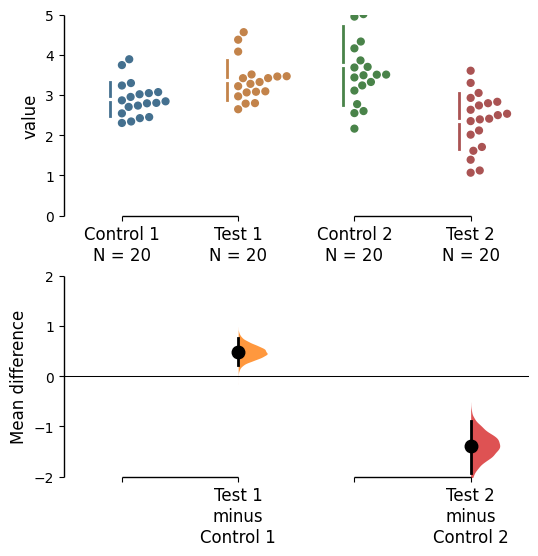 5
4
3
2
1
0
value
Control 1
N = 20
Test 1
N = 20
Control 2
N = 20
Test 2
N = 20
2
1
0
−1
−2
Mean difference
Test 1
minus
Control 1
Test 2
minus
Control 2